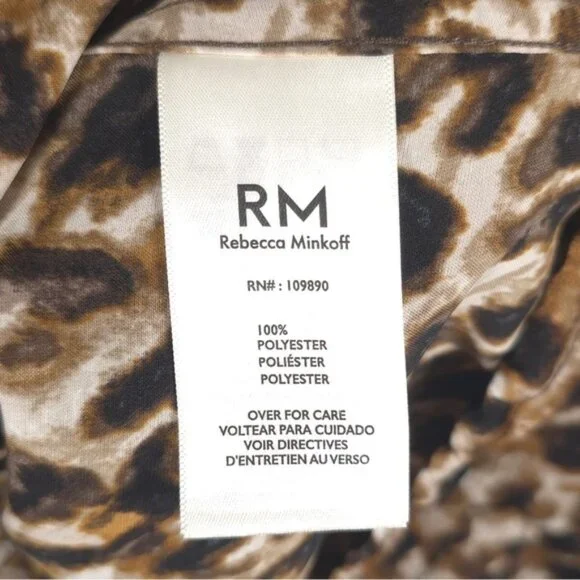 RM
Rebecca Minkoff
RN# : 109890
100%
POLYESTER
POLIÉSTER
POLYESTER
OVER FOR CARE
VOLTEAR PARA CUIDADO
VOIR DIRECTIVES
D'ENTRETIEN AU VERSO